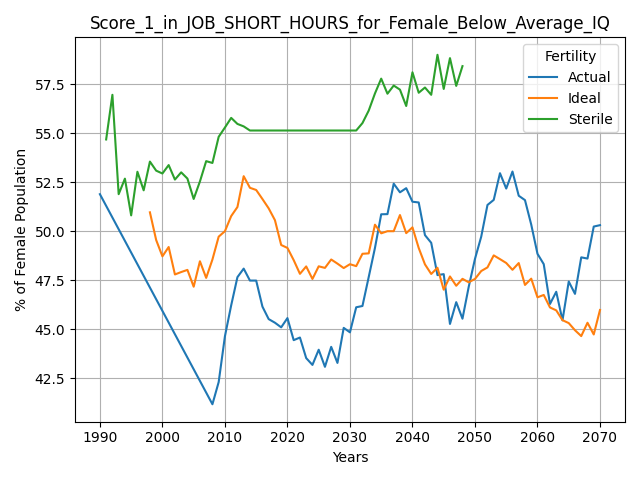 Score_1_in_JOB_SHORT_HOURS_for_Female_Below_Average_IQ
Fertility
Actual
Ideal
Sterile
% of Female Population
57.5
55.0
52.5
50.0
47.5
45.0
42.5
1990 2000 2010 2020 2030 2040 2050 2060 2070
Years